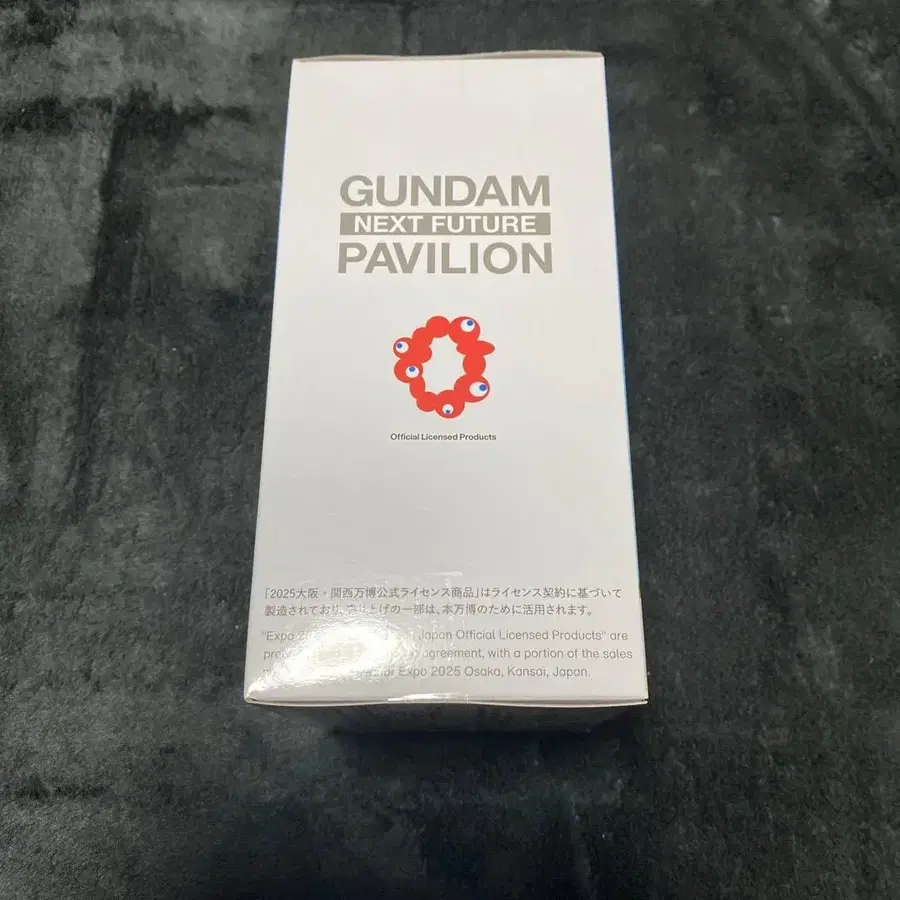 GUNDAM
NEXT FUTURE
PAVILION
Official Licensed Products
「2025大阪・関西万博公式ライセンス商品」はライセンス契約に基づいて
製造されており、売り上げの一部は、本万博のために活用されます。
"Expo 2 Japan Official Licensed Products" are
agreement, with a portion of the sales
for Expo 2025 Osaka, Kansai, Japan.